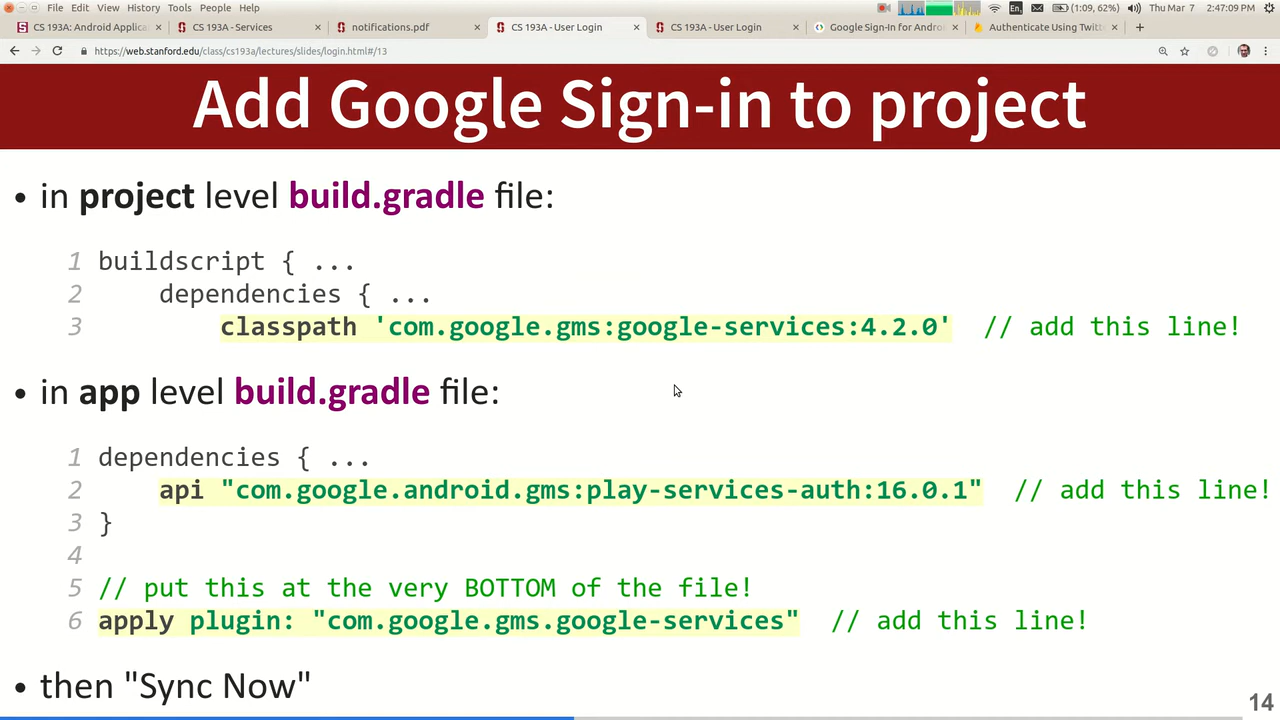 File Edit View History Tools People Help
En (1:09, 62%) Thu Mar 7 2:47:09 PM
CS 193A: Android Applica × CS 193A - Services × notifications.pdf × CS 193A - User Login × CS 193A - User Login × Google Sign-In for Andro × Authenticate Using Twitt × +
https://web.stanford.edu/class/cs193a/lectures/slides/login.html#/13
Add Google Sign-in to project
• in project level build.gradle file:
1 buildscript { ...
2 dependencies { ...
3 classpath 'com.google.gms:google-services:4.2.0' // add this line!
• in app level build.gradle file:
1 dependencies { ...
2 api "com.google.android.gms:play-services-auth:16.0.1" // add this line!
3 }
4
5 // put this at the very BOTTOM of the file!
6 apply plugin: "com.google.gms.google-services" // add this line!
• then "Sync Now"
14